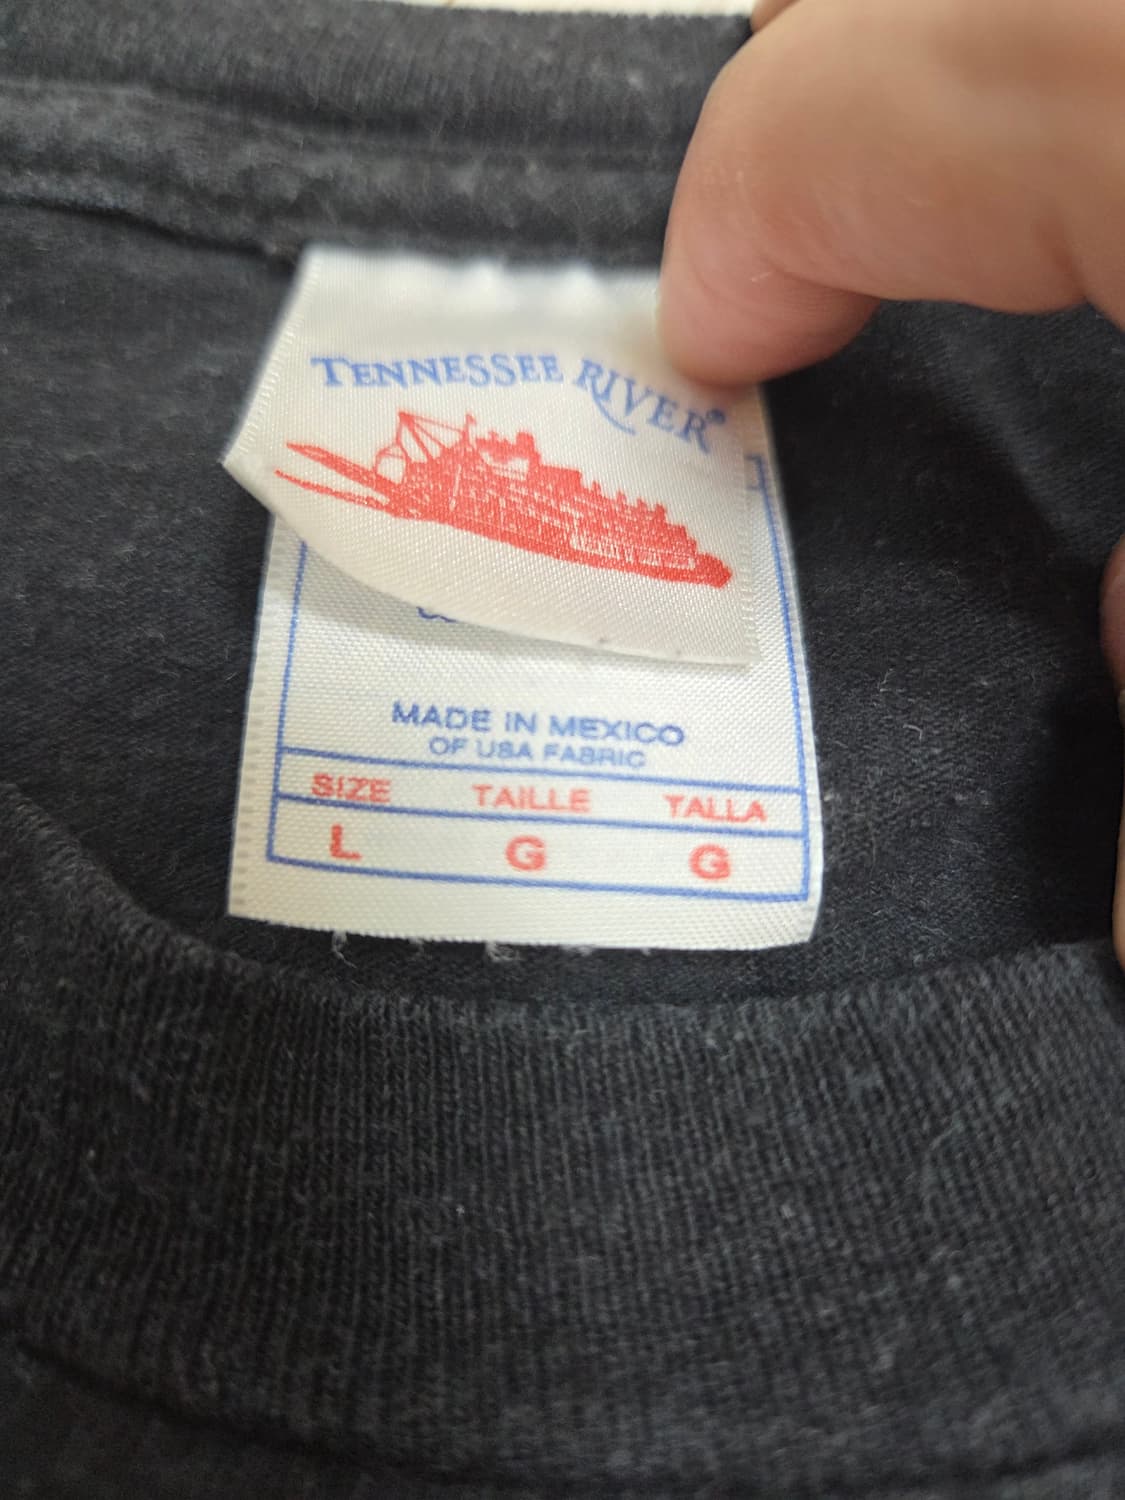 TENNESSEE RIVER®
MADE IN MEXICO
OF USA FABRIC
SIZE TAILLE TALLA
L G G